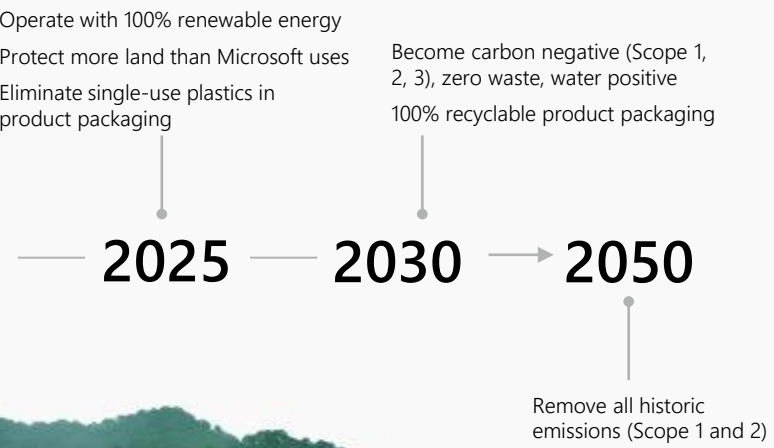 Operate with 100% renewable energy
Protect more land than Microsoft uses
Eliminate single-use plastics in
product packaging
Become carbon negative (Scope 1,
2, 3), zero waste, water positive
100% recyclable product packaging
2025
2030
2050
Remove all historic
emissions (Scope 1 and 2)